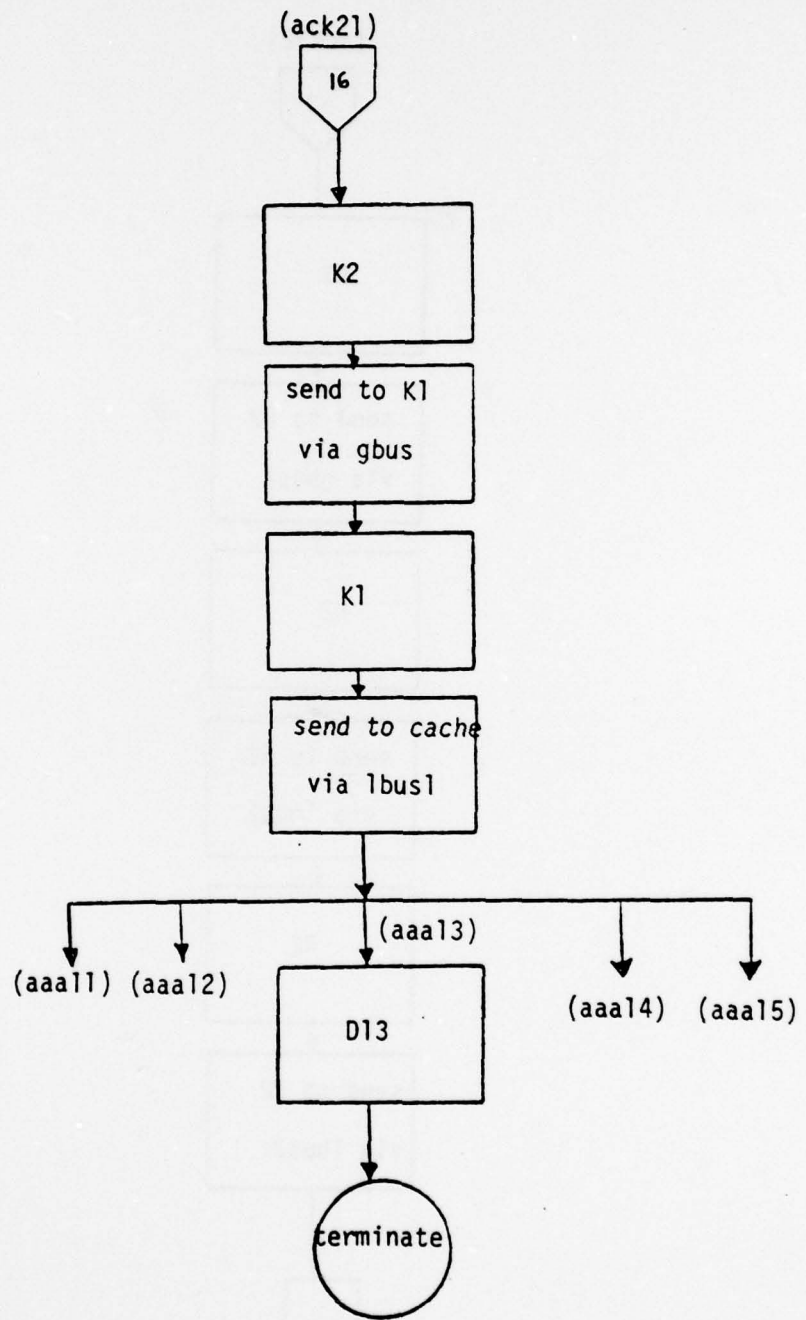 (ack21)
16
K2
send to K1
via gbus
K1
send to cache
via lbus1
(aaa13)
(aaa11) (aaa12)
(aaa14) (aaa15)
D13
terminate